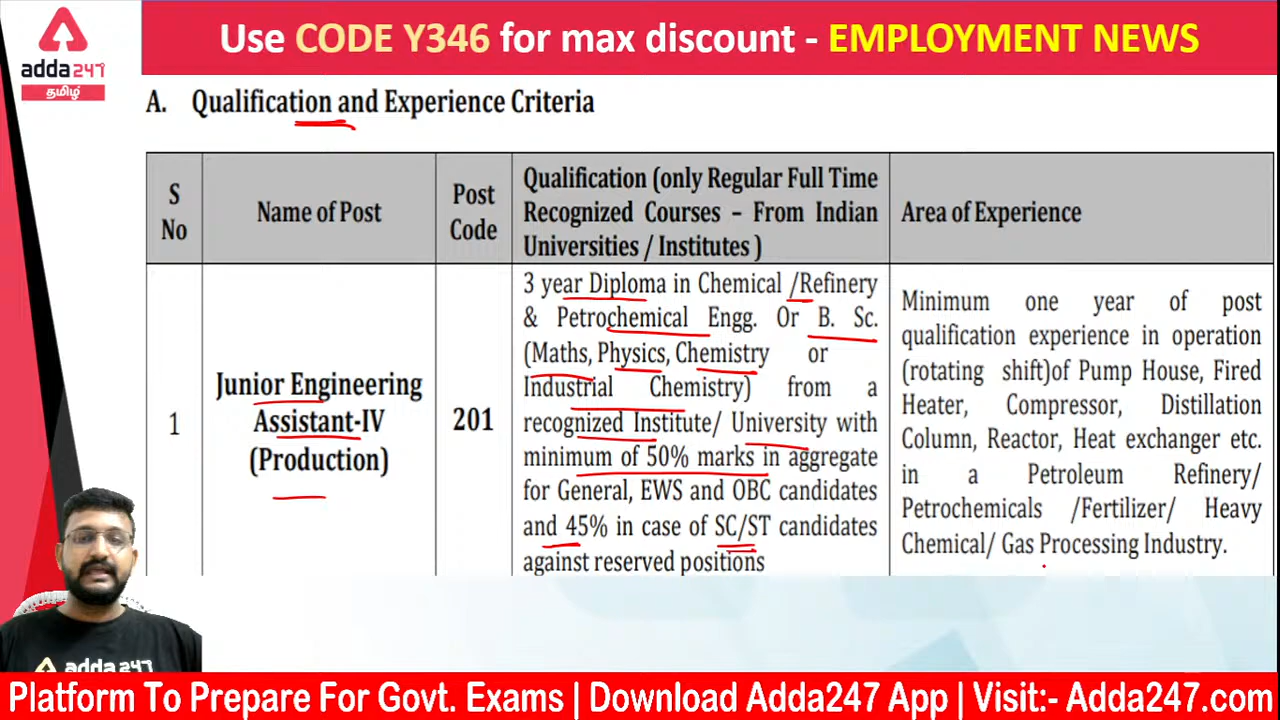 Use CODE Y346 for max discount - EMPLOYMENT NEWS
adda247
தமிழ்
A. Qualification and Experience Criteria
S No
Name of Post
Post Code
Qualification (only Regular Full Time
Recognized Courses – From Indian
Universities / Institutes )
Area of Experience
1
Junior Engineering
Assistant-IV
(Production)
201
3 year Diploma in Chemical /Refinery
& Petrochemical Engg. Or B. Sc.
(Maths, Physics, Chemistry or
Industrial Chemistry) from a
recognized Institute/ University with
minimum of 50% marks in aggregate
for General, EWS and OBC candidates
and 45% in case of SC/ST candidates
against reserved positions
Minimum one year of post
qualification experience in operation
(rotating shift)of Pump House, Fired
Heater, Compressor, Distillation
Column, Reactor, Heat exchanger etc.
in a Petroleum Refinery/
Petrochemicals /Fertilizer/ Heavy
Chemical/ Gas Processing Industry.
adda247
Platform To Prepare For Govt. Exams | Download Adda247 App | Visit:- Adda247.com